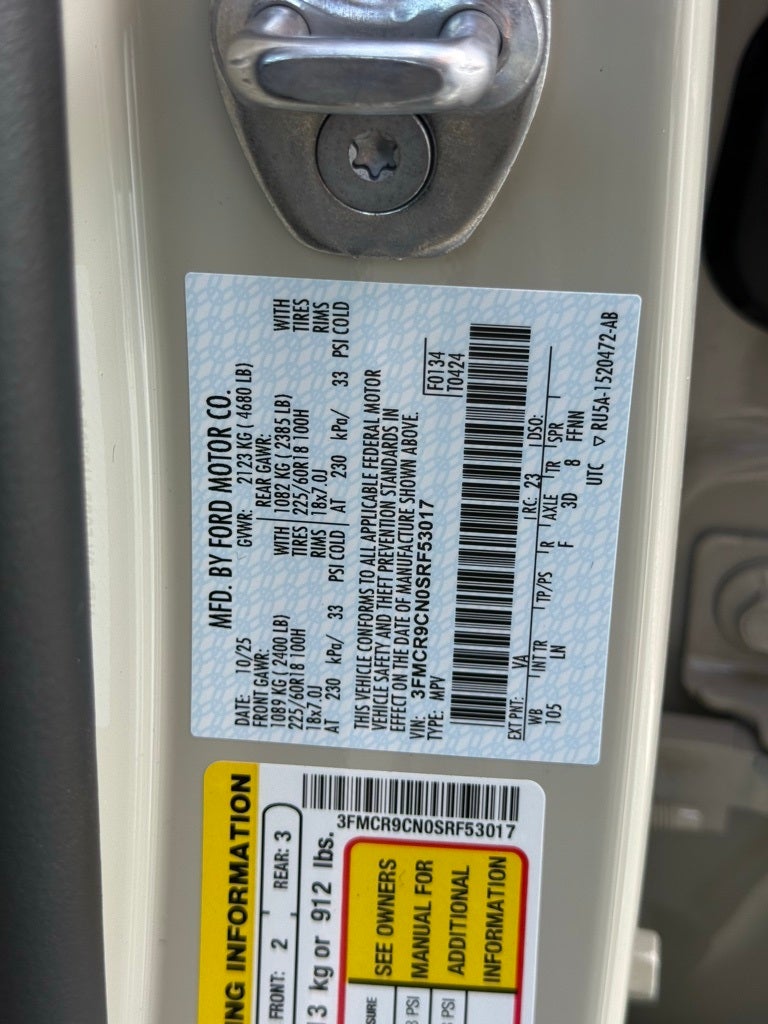 MFD. BY FORD MOTOR CO.
DATE: 10/25 GVWR: 2123 KG ( 4680 LB)
FRONT GAWR: REAR GAWR:
1089 KG ( 2400 LB) WITH 1082 KG ( 2385 LB) WITH
225/60R18 100H TIRES 225/60R18 100H TIRES
18x7.0J RIMS 18x7.0J RIMS
AT 230 kPa/ 33 PSI COLD AT 230 kPa/ 33 PSI COLD
THIS VEHICLE CONFORMS TO ALL APPLICABLE FEDERAL MOTOR
VEHICLE SAFETY AND THEFT PREVENTION STANDARDS IN
EFFECT ON THE DATE OF MANUFACTURE SHOWN ABOVE.
VIN: 3FMCR9CN0SRF53017 F0134
TYPE: MPV T0424
EXT PNT: VA RC: 23 DSO:
WB INT TR TP/PS R AXLE TR SPR
105 LN F 3D 8 FFNN
UTC ▽ RU5A-1520472-AB
3FMCR9CN0SRF53017
ING INFORMATION
FRONT: 2 REAR: 3
13 kg or 912 lbs.
SEE OWNERS
MANUAL FOR
ADDITIONAL
INFORMATION
SURE
PSI
PSI